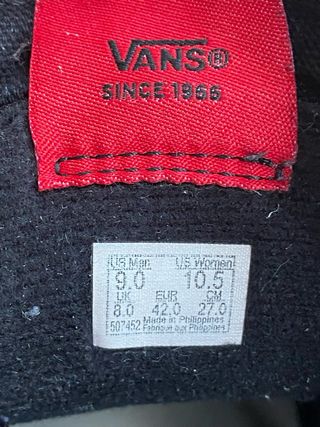 VANS®
SINCE 1966
US Men US Women
9.0 10.5
UK EUR CM
8.0 42.0 27.0
507452 Made in Philippines
Fabriqué aux Philippines